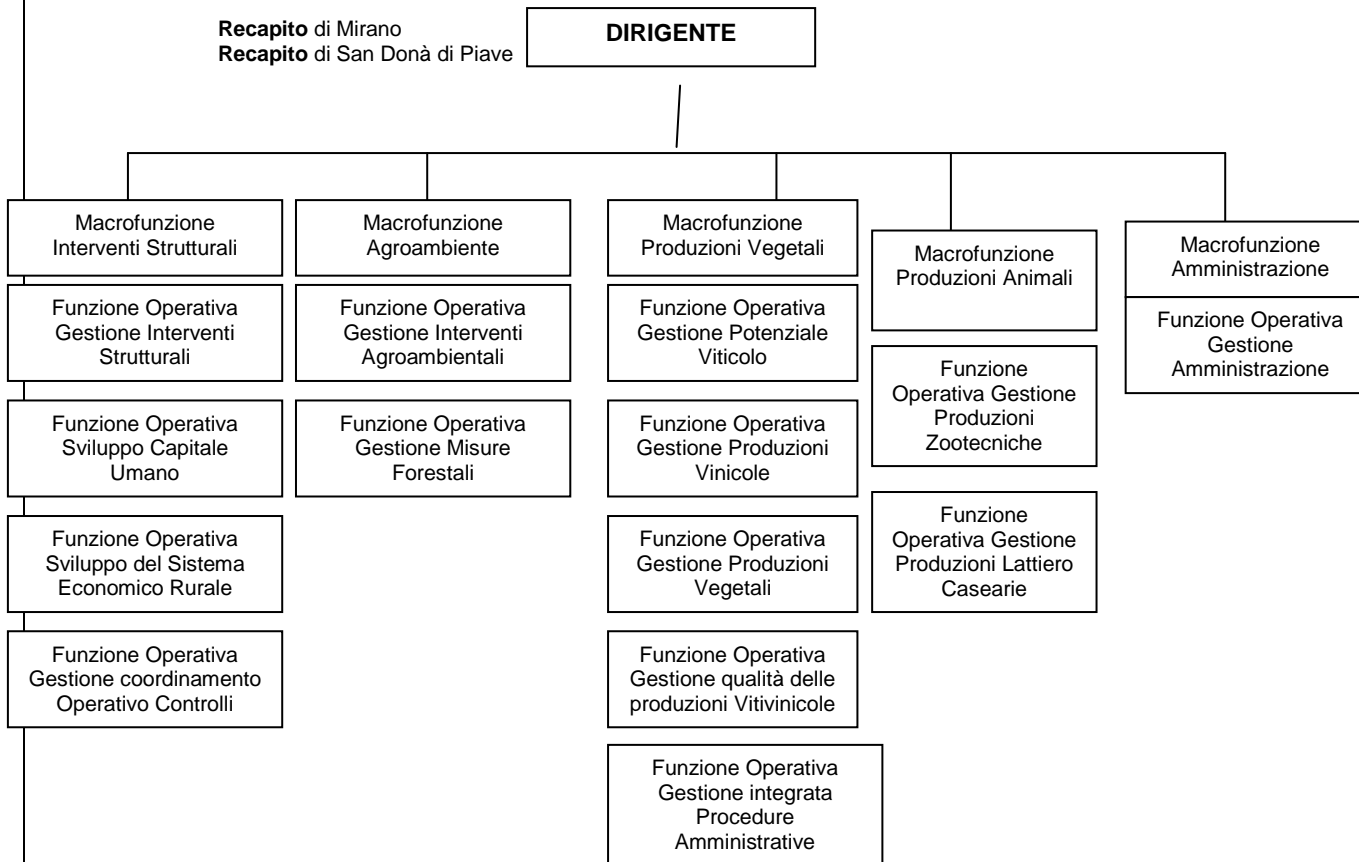 Recapito di Mirano
Recapito di San Donà di Piave
DIRIGENTE
Macrofunzione
Interventi Strutturali
Funzione Operativa
Gestione Interventi
Strutturali
Funzione Operativa
Sviluppo Capitale
Umano
Funzione Operativa
Sviluppo del Sistema
Economico Rurale
Funzione Operativa
Gestione coordinamento
Operativo Controlli
Macrofunzione
Agroambiente
Funzione Operativa
Gestione Interventi
Agroambientali
Funzione Operativa
Gestione Misure
Forestali
Macrofunzione
Produzioni Vegetali
Funzione Operativa
Gestione Potenziale
Viticolo
Funzione Operativa
Gestione Produzioni
Vinicole
Funzione Operativa
Gestione Produzioni
Vegetali
Funzione Operativa
Gestione qualità delle
produzioni Vitivinicole
Funzione Operativa
Gestione integrata
Procedure
Amministrative
Macrofunzione
Produzioni Animali
Funzione
Operativa Gestione
Produzioni
Zootecniche
Funzione
Operativa Gestione
Produzioni Lattiero
Casearie
Macrofunzione
Amministrazione
Funzione Operativa
Gestione
Amministrazione